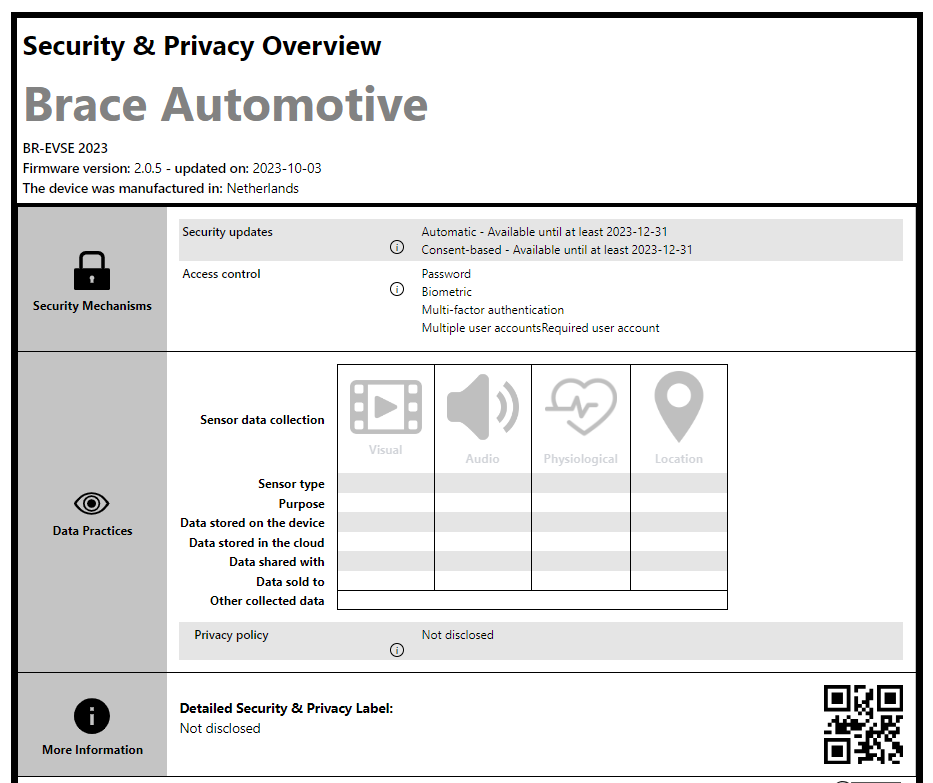 Security & Privacy Overview
Brace Automotive
BR-EVSE 2023
Firmware version: 2.0.5 - updated on: 2023-10-03
The device was manufactured in: Netherlands
Security Mechanisms
Security updates
Automatic - Available until at least 2023-12-31
Consent-based - Available until at least 2023-12-31
Access control
Password
Biometric
Multi-factor authentication
Multiple user accountsRequired user account
Data Practices
Sensor data collection
Visual
Audio
Physiological
Location
Sensor type
Purpose
Data stored on the device
Data stored in the cloud
Data shared with
Data sold to
Other collected data
Privacy policy
Not disclosed
More Information
Detailed Security & Privacy Label:
Not disclosed